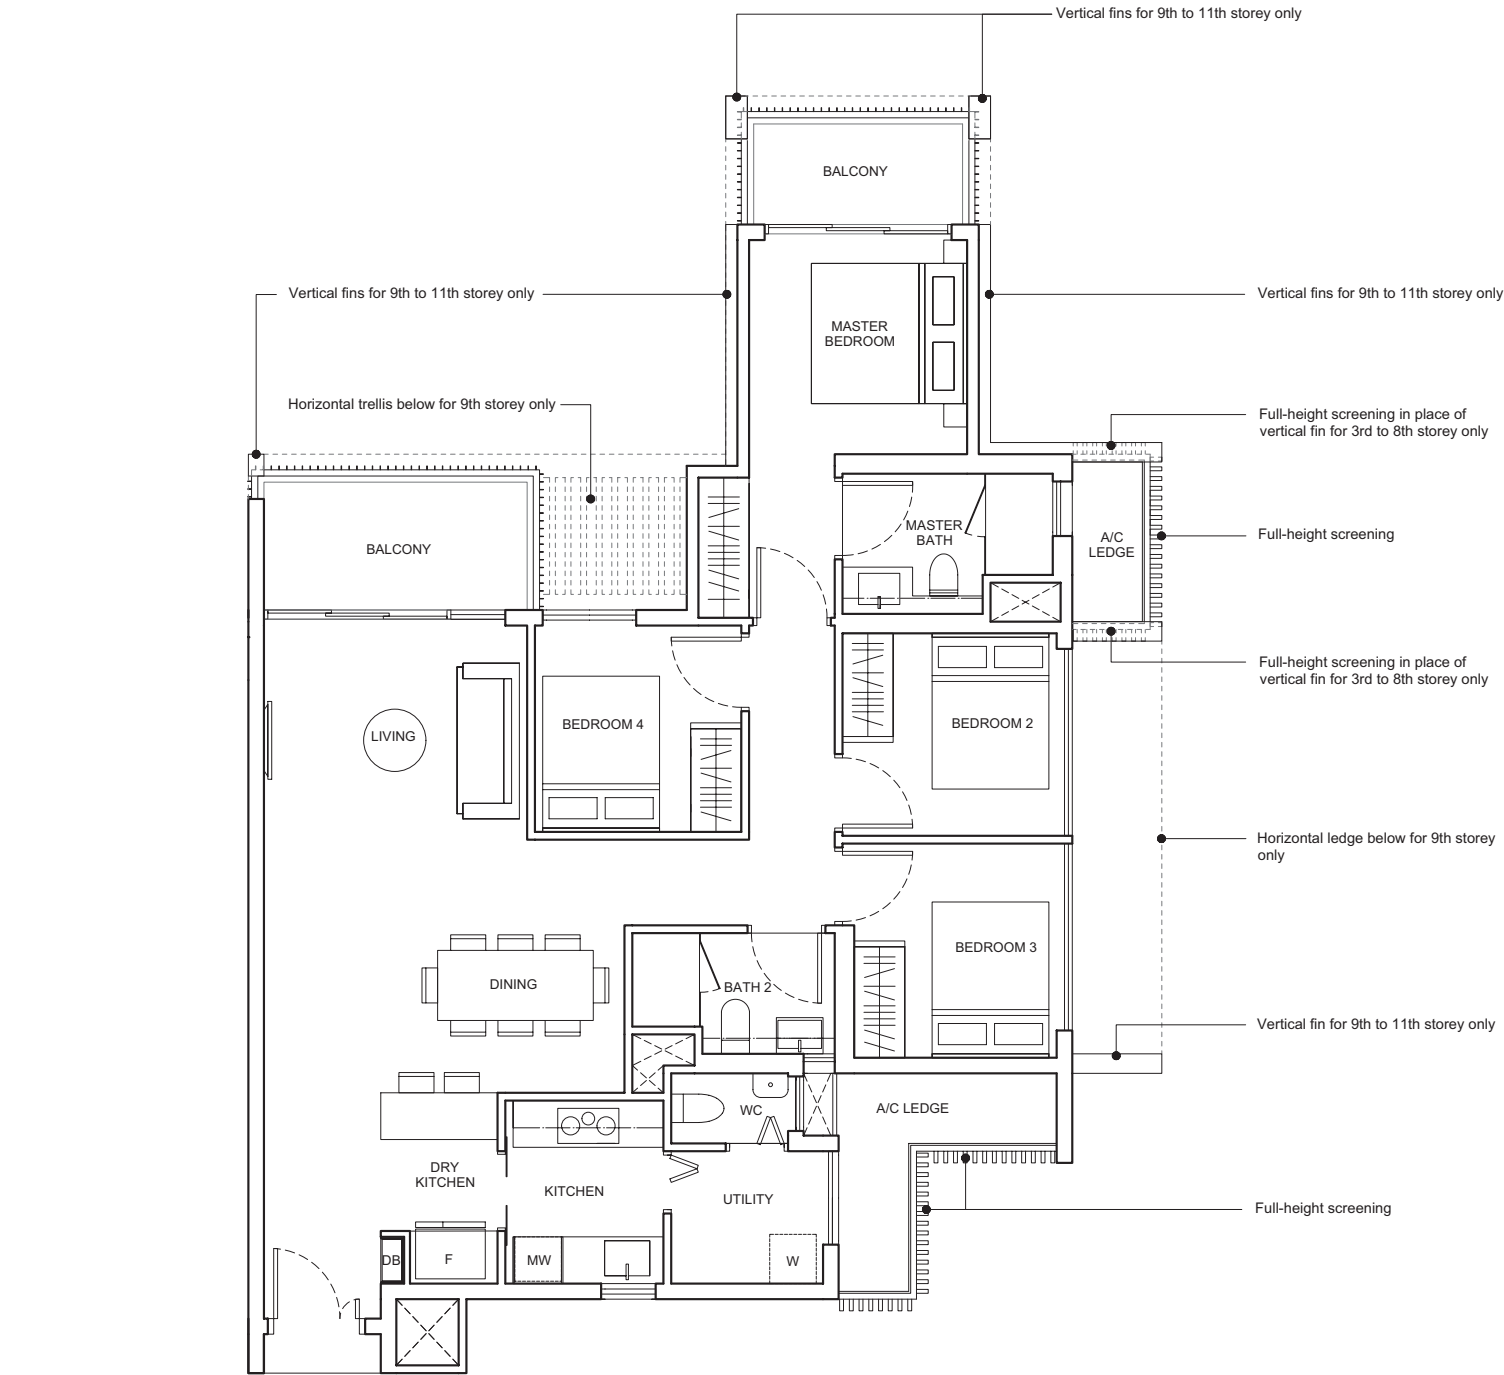 Vertical fins for 9th to 11th storey only
BALCONY
Vertical fins for 9th to 11th storey only
Vertical fins for 9th to 11th storey only
MASTER
BEDROOM
Horizontal trellis below for 9th storey only
Full-height screening in place of
vertical fin for 3rd to 8th storey only
BALCONY
MASTER
BATH
A/C
LEDGE
Full-height screening
Full-height screening in place of
vertical fin for 3rd to 8th storey only
LIVING
BEDROOM 4
BEDROOM 2
Horizontal ledge below for 9th storey
only
BEDROOM 3
DINING
BATH 2
Vertical fin for 9th to 11th storey only
WC
A/C LEDGE
DRY
KITCHEN
KITCHEN
UTILITY
Full-height screening
DB
F
MW
W